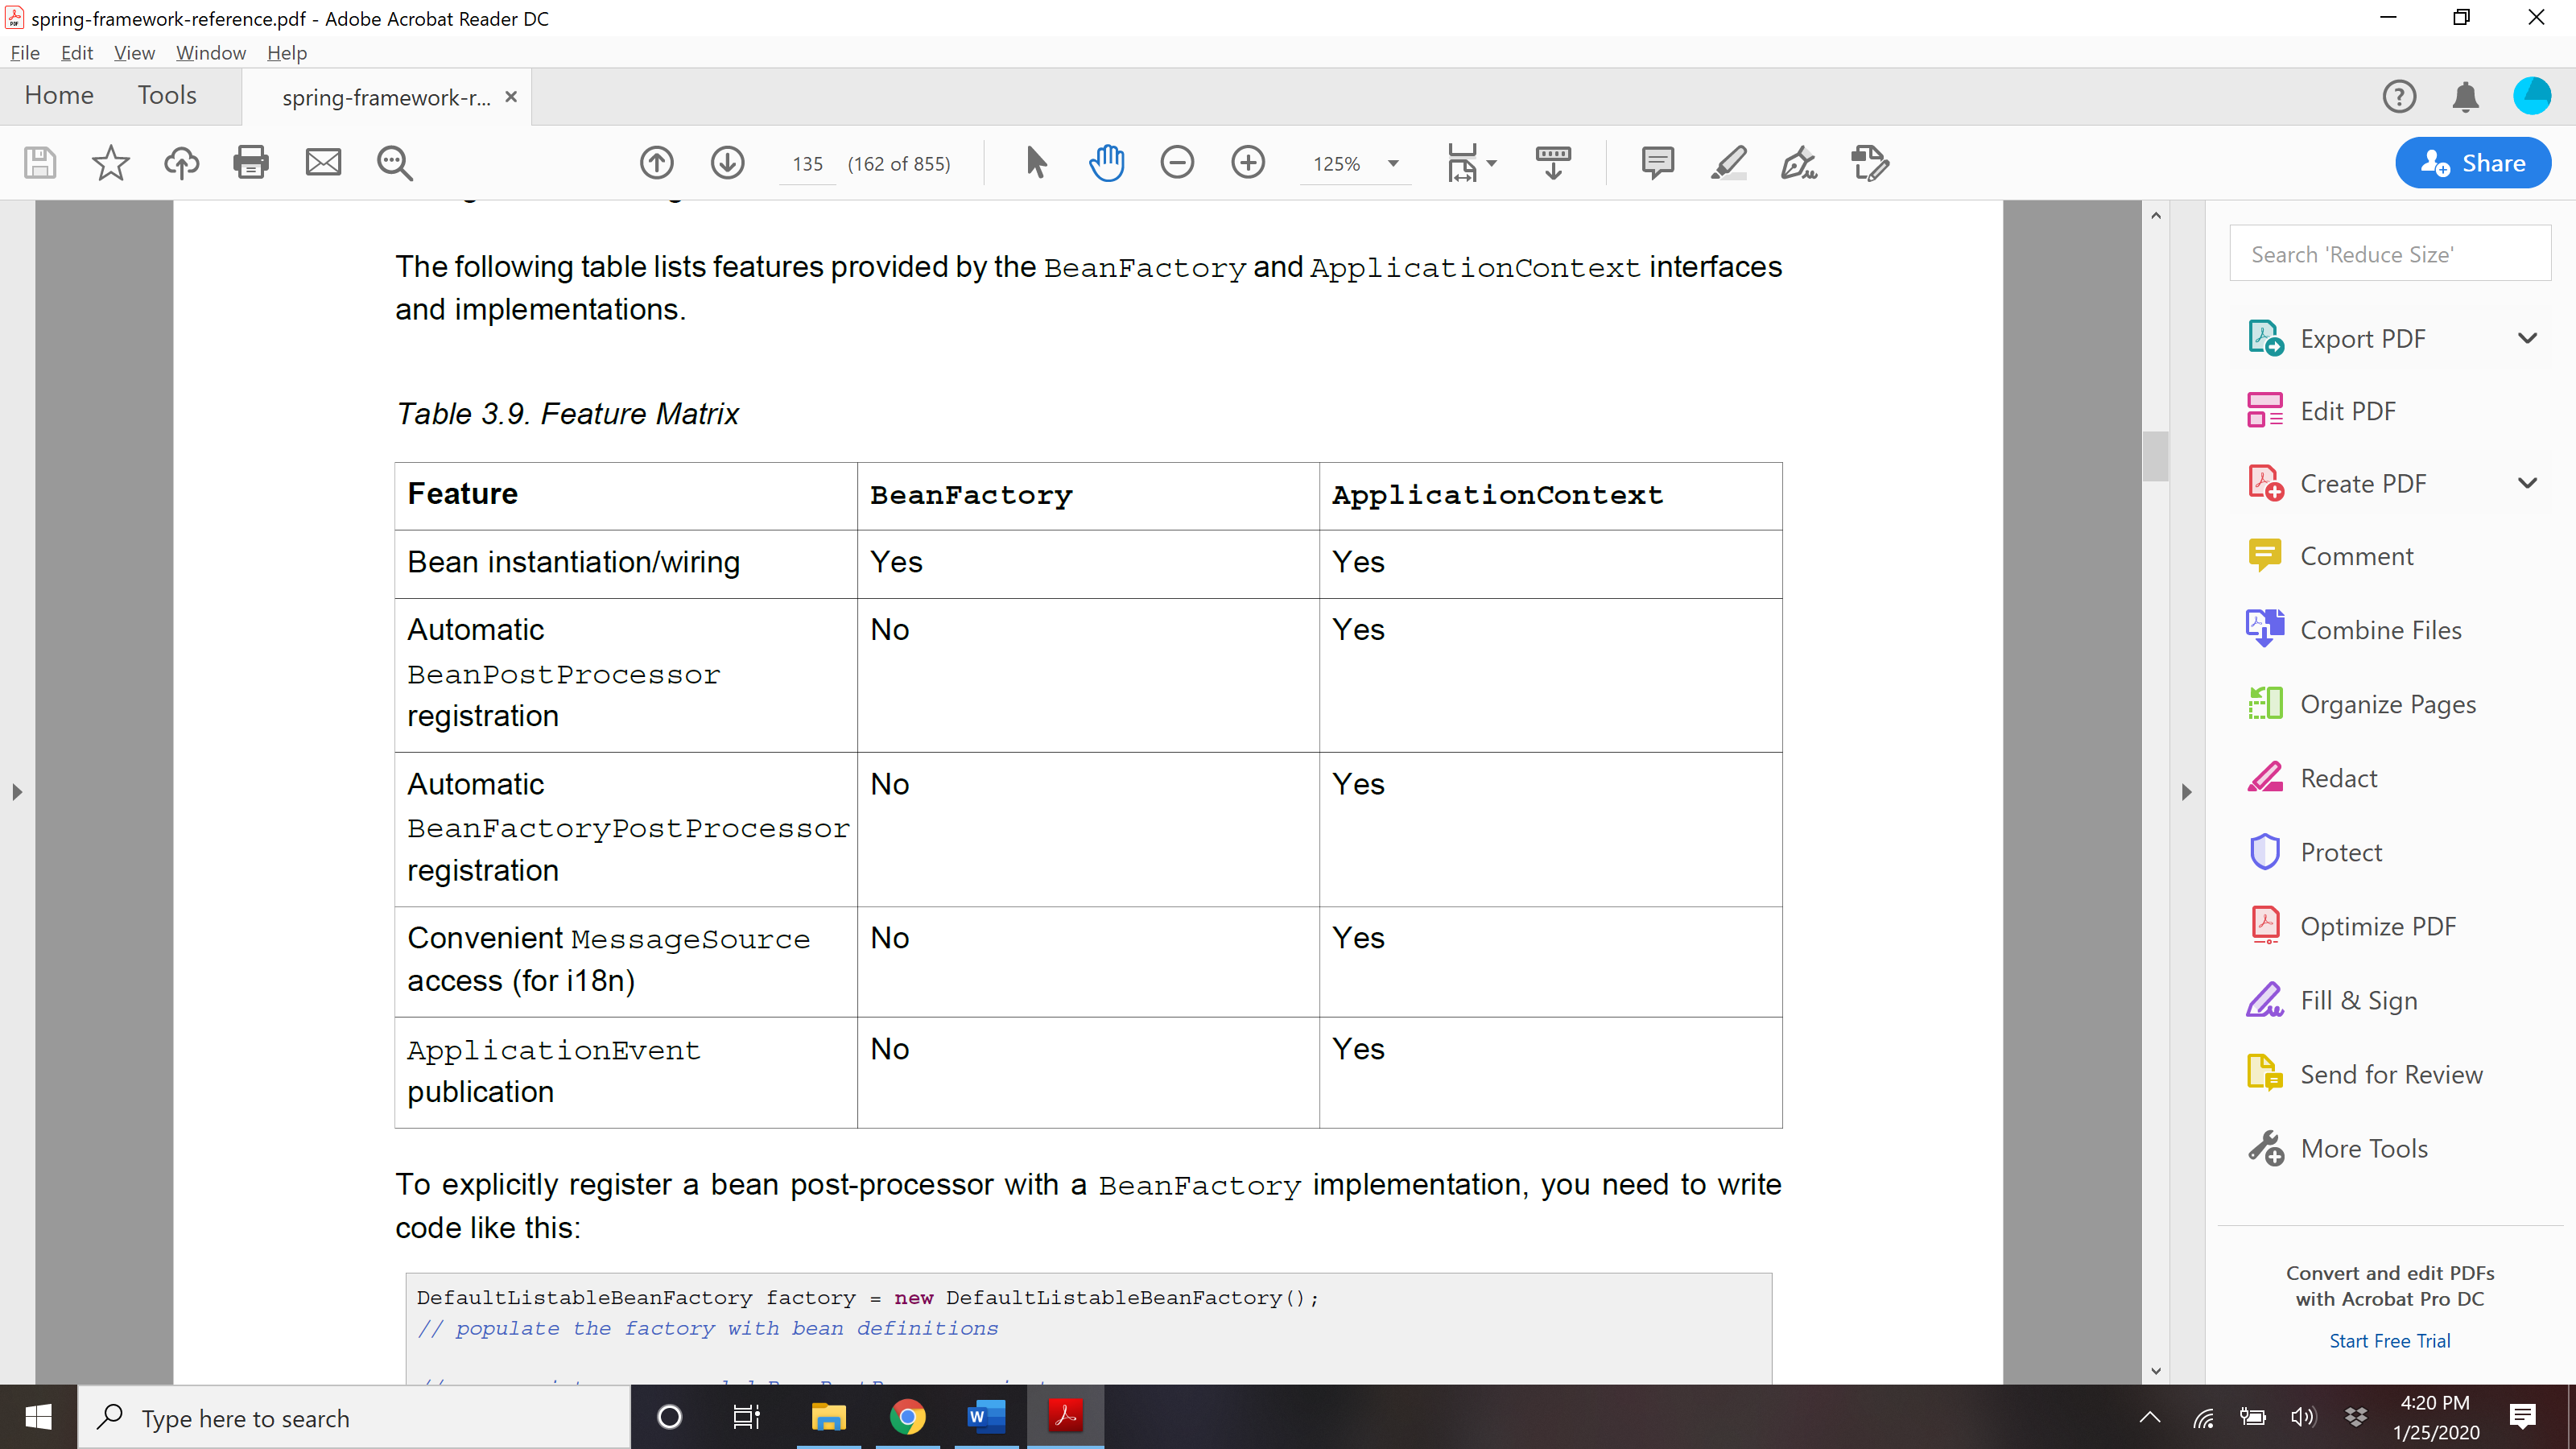 spring-framework-reference.pdf - Adobe Acrobat Reader DC
File Edit View Window Help
Home Tools spring-framework-r...
135 (162 of 855) 125% Share
The following table lists features provided by the BeanFactory and ApplicationContext interfaces
and implementations.
Table 3.9. Feature Matrix
Feature BeanFactory ApplicationContext
Bean instantiation/wiring Yes Yes
Automatic No Yes
BeanPostProcessor
registration
Automatic No Yes
BeanFactoryPostProcessor
registration
Convenient MessageSource No Yes
access (for i18n)
ApplicationEvent No Yes
publication
To explicitly register a bean post-processor with a BeanFactory implementation, you need to write
code like this:
DefaultListableBeanFactory factory = new DefaultListableBeanFactory();
// populate the factory with bean definitions
Search 'Reduce Size'
Export PDF
Edit PDF
Create PDF
Comment
Combine Files
Organize Pages
Redact
Protect
Optimize PDF
Fill & Sign
Send for Review
More Tools
Convert and edit PDFs
with Acrobat Pro DC
Start Free Trial
Type here to search
4:20 PM
1/25/2020